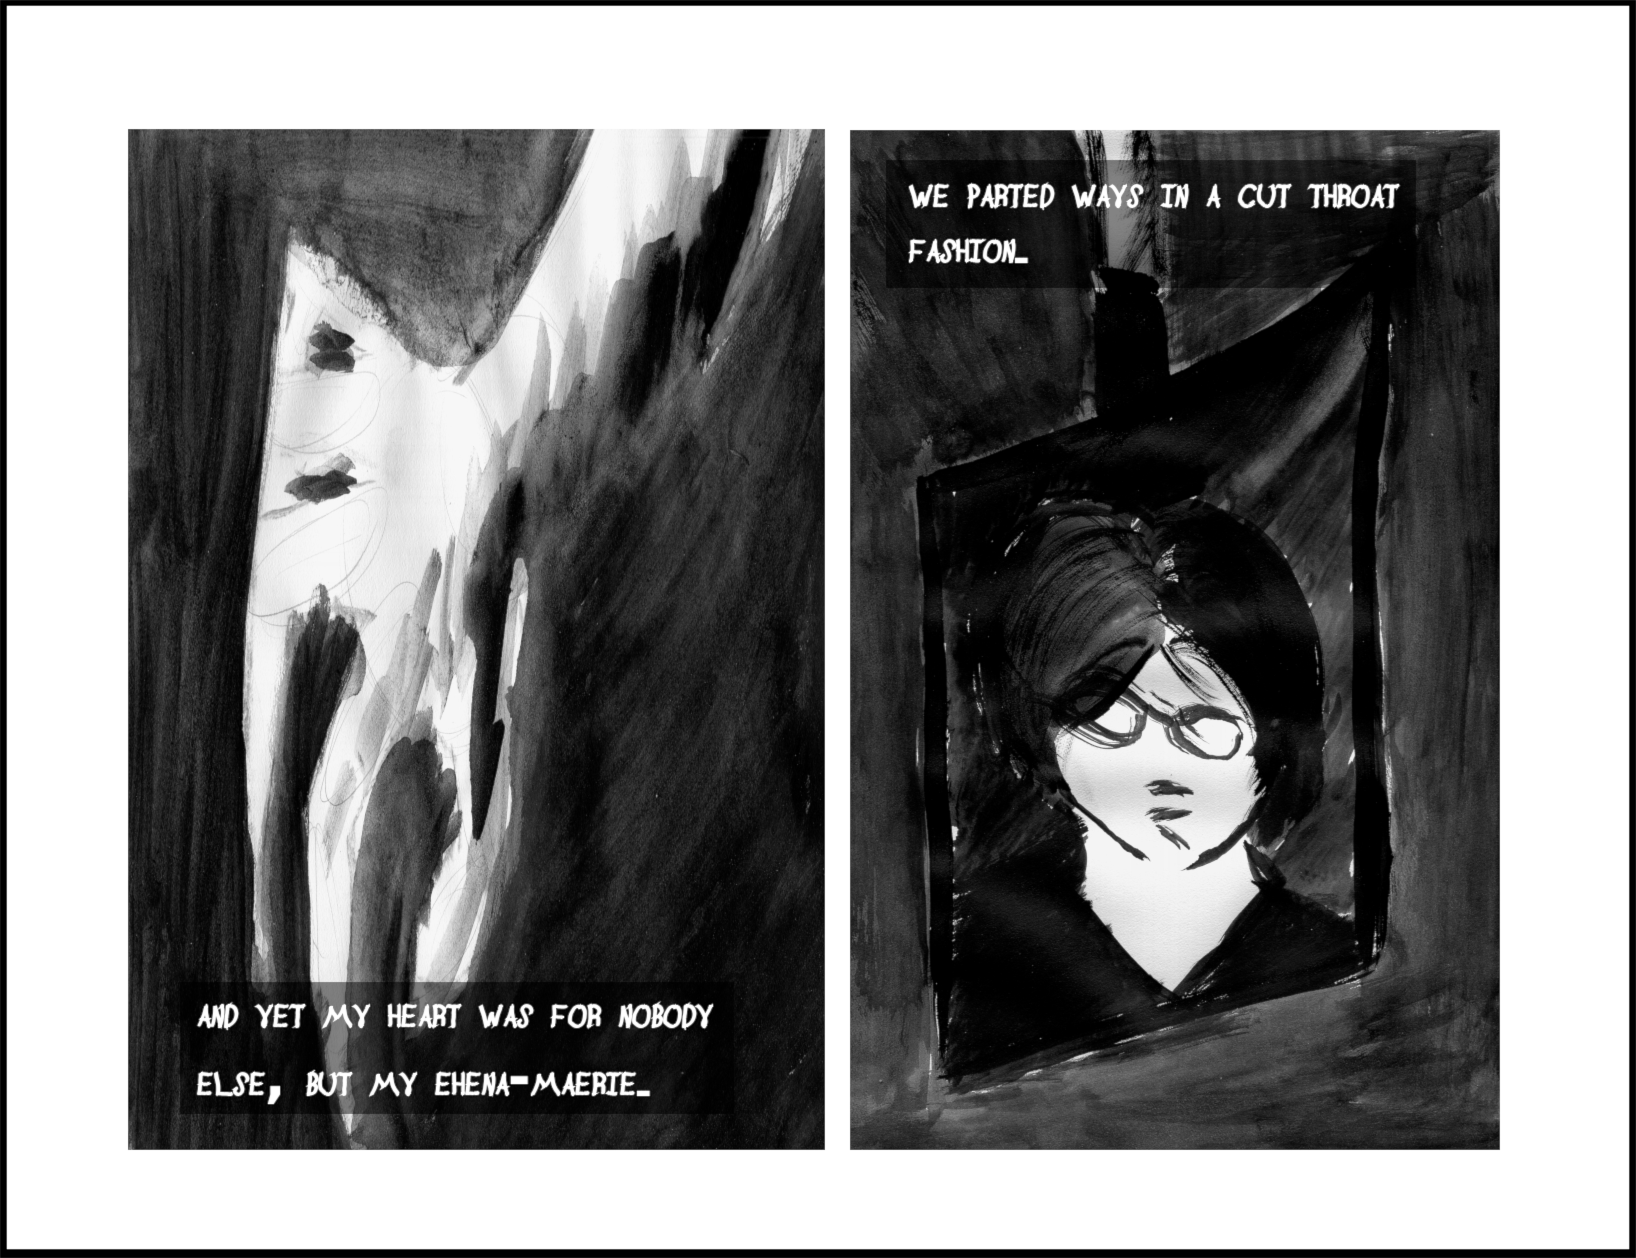 AND YET MY HEART WAS FOR NOBODY
ELSE, BUT MY EHENA-MAERIE.
WE PARTED WAYS IN A CUT THROAT
FASHION.